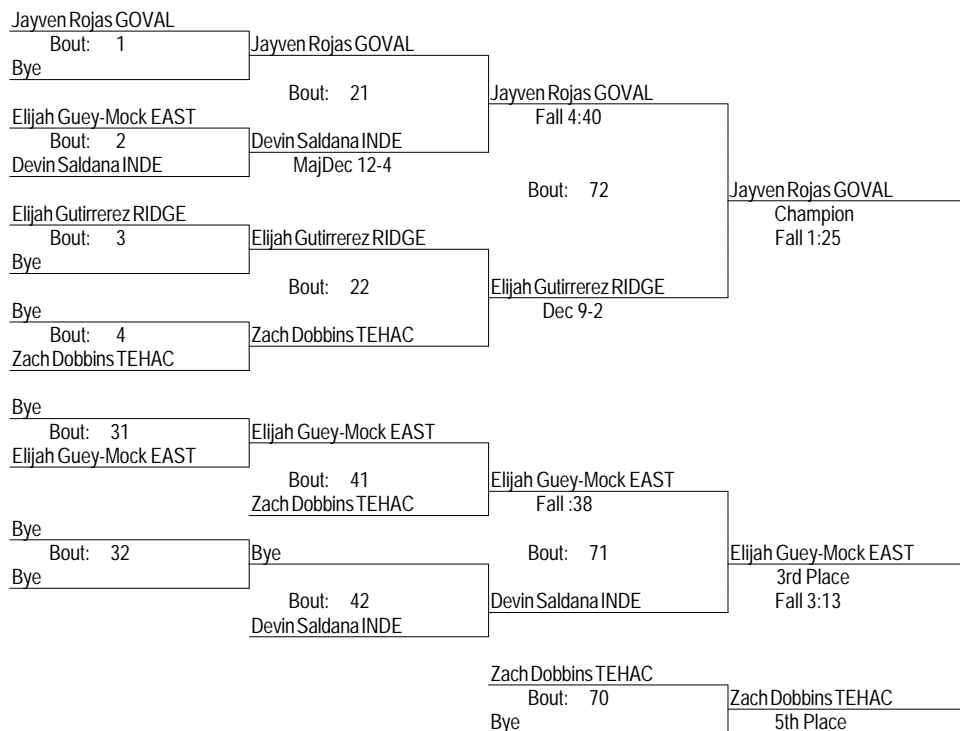 Jayven Rojas GOVAL
Bout: 1
Bye
Jayven Rojas GOVAL
Bout: 21
Elijah Guey-Mock EAST
Bout: 2
Devin Saldana INDE
Devin Saldana INDE
MajDec 12-4
Jayven Rojas GOVAL
Fall 4:40
Bout: 72
Elijah Gutirrerez RIDGE
Bout: 3
Bye
Elijah Gutirrerez RIDGE
Bout: 22
Bye
Bout: 4
Zach Dobbins TEHAC
Zach Dobbins TEHAC
Elijah Gutirrerez RIDGE
Dec 9-2
Jayven Rojas GOVAL
Champion
Fall 1:25
Bye
Bout: 31
Elijah Guey-Mock EAST
Elijah Guey-Mock EAST
Bout: 41
Zach Dobbins TEHAC
Elijah Guey-Mock EAST
Fall :38
Bye
Bout: 32
Bye
Bye
Bout: 42
Devin Saldana INDE
Bout: 71
Devin Saldana INDE
Elijah Guey-Mock EAST
3rd Place
Fall 3:13
Zach Dobbins TEHAC
Bout: 70
Bye
Zach Dobbins TEHAC
5th Place